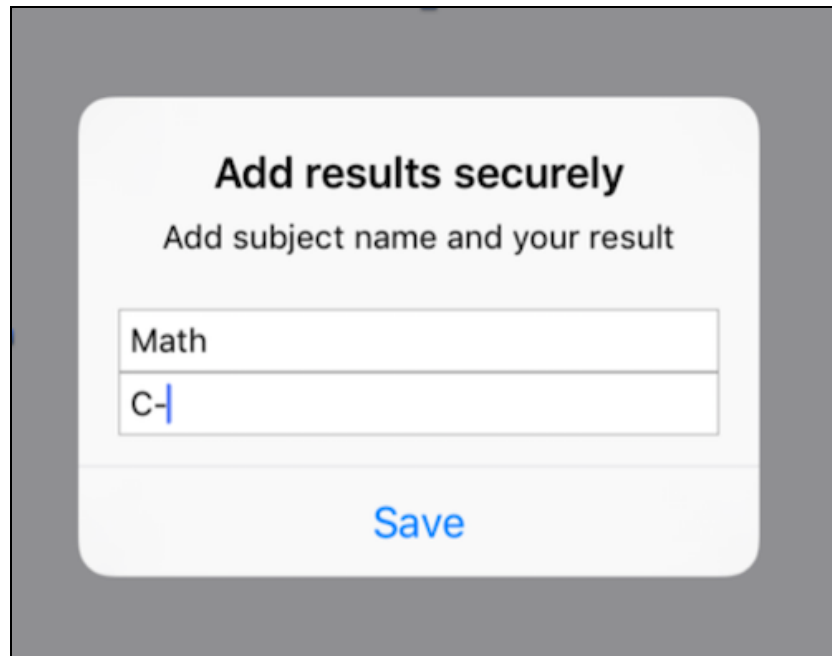 Add results securely
Add subject name and your result
Math
C-
Save